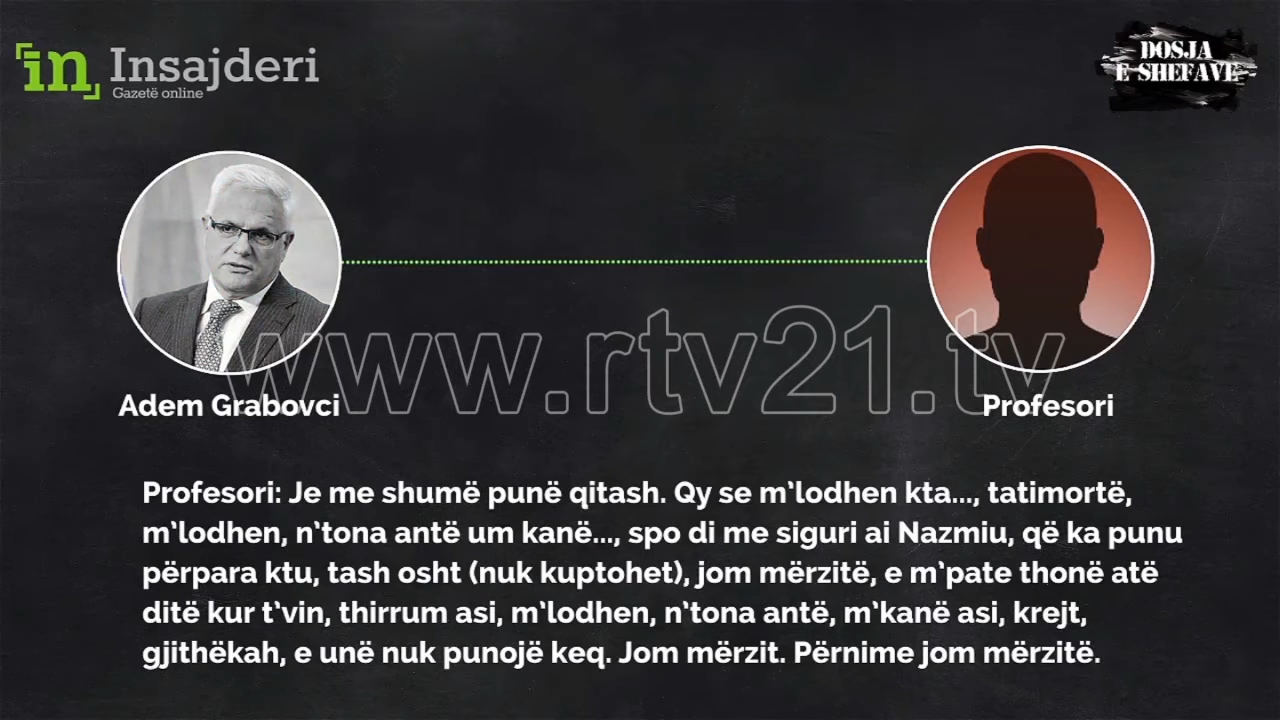 in Insajderi
Gazetë online
DOSJA
E SHEFAVE
www.rtv21.tv
Adem Grabovci
Profesori
Profesori: Je me shumë punë qitash. Qy se m'lodhen kta..., tatimortë,
m'lodhen, n'tona antë um kanë..., spo di me siguri ai Nazmiu, që ka punu
përpara ktu, tash osht (nuk kuptohet), jom mërzitë, e m'pate thonë atë
ditë kur t'vin, thirrum asi, m'lodhen, n'tona antë, m'kanë asi, krejt,
gjithëkah, e unë nuk punojë keq. Jom mërzit. Përnime jom mërzitë.